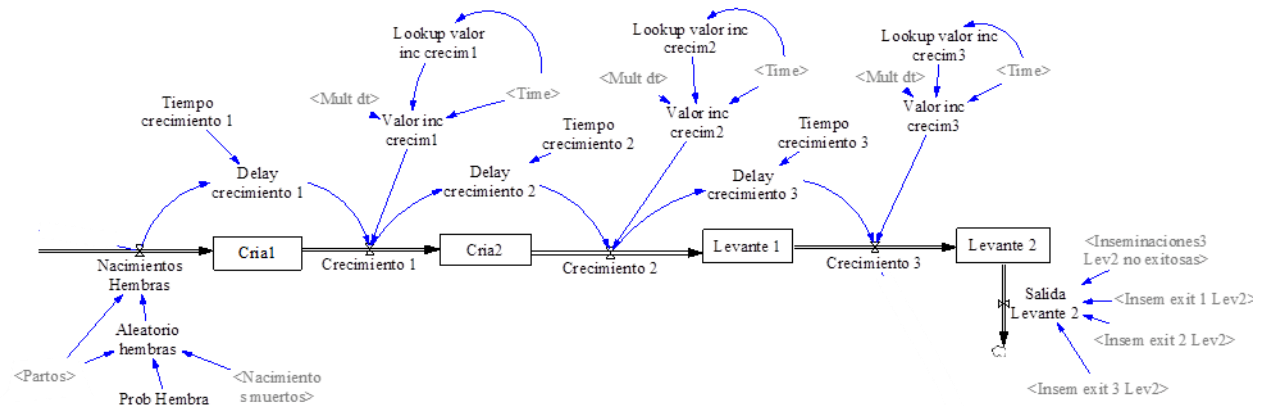 Lookup valor
inc crecim1
Lookup valor inc
crecim2
Lookup valor inc
crecim3
<Mult dt>
<Time>
<Mult dt>
<Time>
<Mult dt>
<Time>
Tiempo
crecimiento 1
Valor inc
crecim1
Tiempo
crecimiento 2
Valor inc
crecim2
Tiempo
crecimiento 3
Valor inc
crecim3
Delay
crecimiento 1
Delay
crecimiento 2
Delay
crecimiento 3
Nacimientos
Hembras
Cria1
Crecimiento 1
Cria2
Crecimiento 2
Levante 1
Crecimiento 3
Levante 2
<Inseminaciones3
Lev2 no exitosas>
Salida
Levante 2
<Insem exit 1 Lev2>
<Insem exit 2 Lev2>
<Insem exit 3 Lev2>
Aleatorio
hembras
<Partos>
Prob Hembra
<Nacimiento
s muertos>